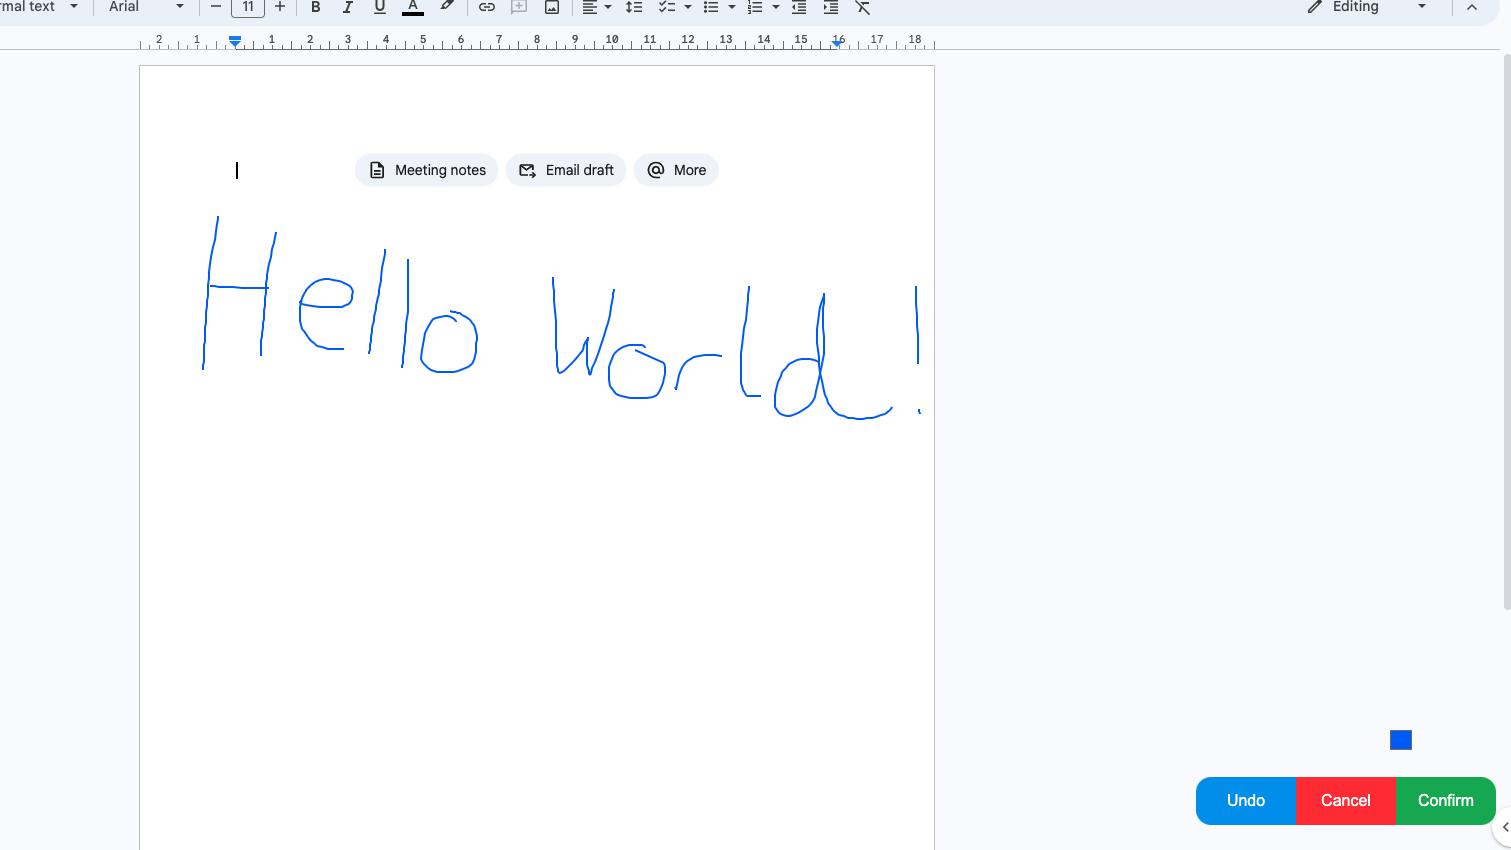 rmal text Arial 11 B I U A Editing
2 1 1 2 3 4 5 6 7 8 9 10 11 12 13 14 15 16 17 18
Meeting notes Email draft More
Hello World!
Undo Cancel Confirm